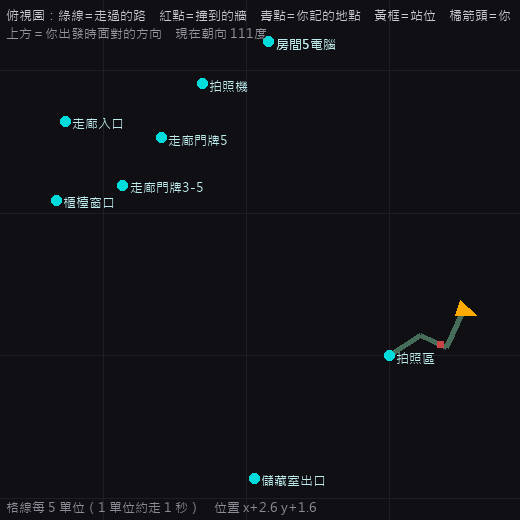 俯視圖：綠線=走過的路　紅點=撞到的牆　青點=你記的地點　黃框=站位　橘箭頭=你
上方＝你出發時面對的方向　現在朝向 111度
房間5電腦
拍照機
走廊入口
走廊門牌5
走廊門牌3-5
櫃檯窗口
拍照區
儲藏室出口
格線每 5 單位（1 單位約走 1 秒）　位置 x+2.6 y+1.6